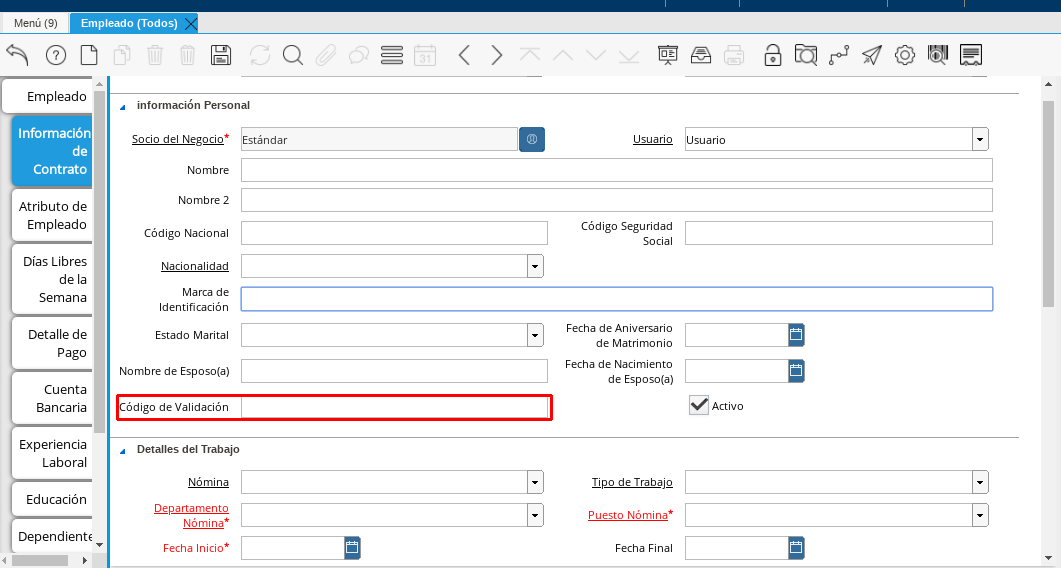 Menú (9)
Empleado (Todos)
31
Empleado
Información
de
Contrato
Atributo de
Empleado
Días Libres
de la
Semana
Detalle de
Pago
Cuenta
Bancaria
Experiencia
Laboral
Educación
Dependiente
información Personal
Socio del Negocio* Estándar Usuario Usuario
Nombre
Nombre 2
Código Nacional Código Seguridad
Social
Nacionalidad
Marca de
Identificación
Estado Marital Fecha de Aniversario
de Matrimonio
Nombre de Esposo(a) Fecha de Nacimiento
de Esposo(a)
Código de Validación Activo
Detalles del Trabajo
Nómina Tipo de Trabajo
Departamento
Nómina* Puesto Nómina*
Fecha Inicio* Fecha Final